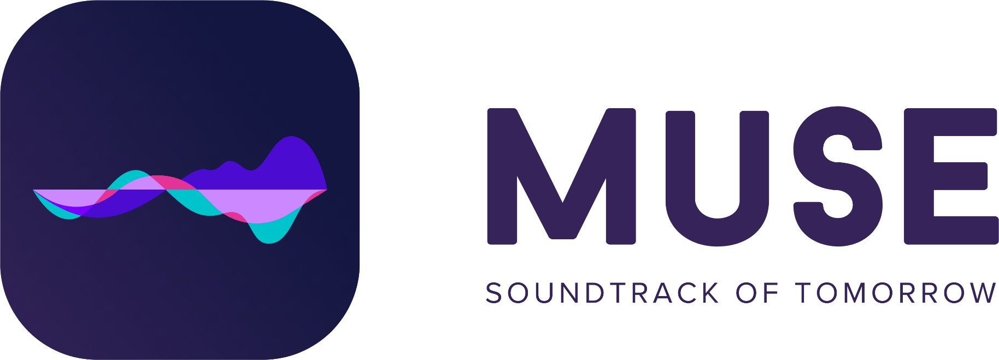 MUSE
SOUNDTRACK OF TOMORROW